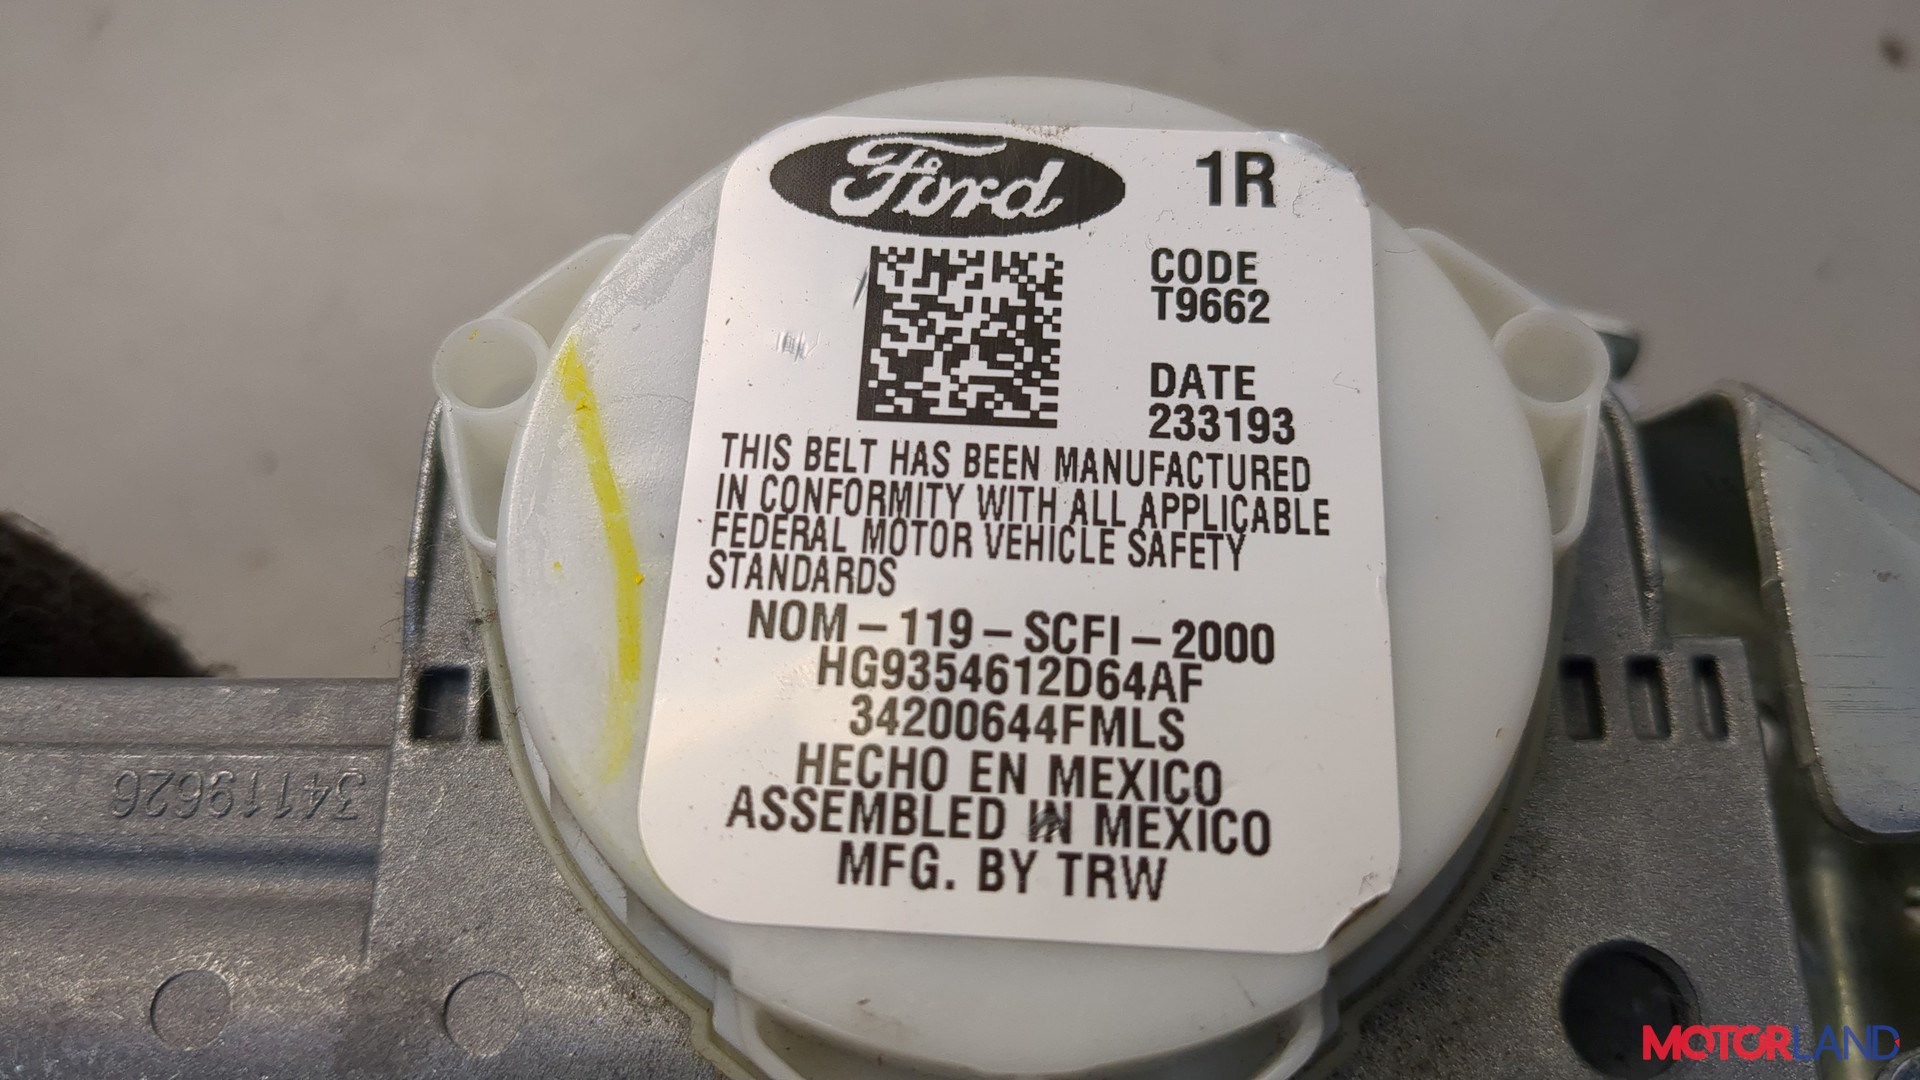 Ford 1R
CODE
T9662
DATE
233193
THIS BELT HAS BEEN MANUFACTURED
IN CONFORMITY WITH ALL APPLICABLE
FEDERAL MOTOR VEHICLE SAFETY
STANDARDS
NOM-119-SCFI-2000
HG9354612D64AF
34200644FMLS
HECHO EN MEXICO
ASSEMBLED IN MEXICO
MFG. BY TRW
34119626
MOTORLAND